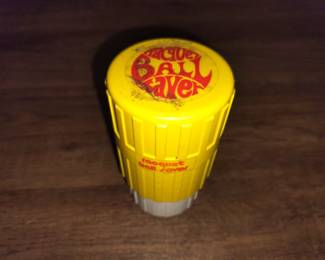 Racquet
BALL
Saver
racquet
ball saver